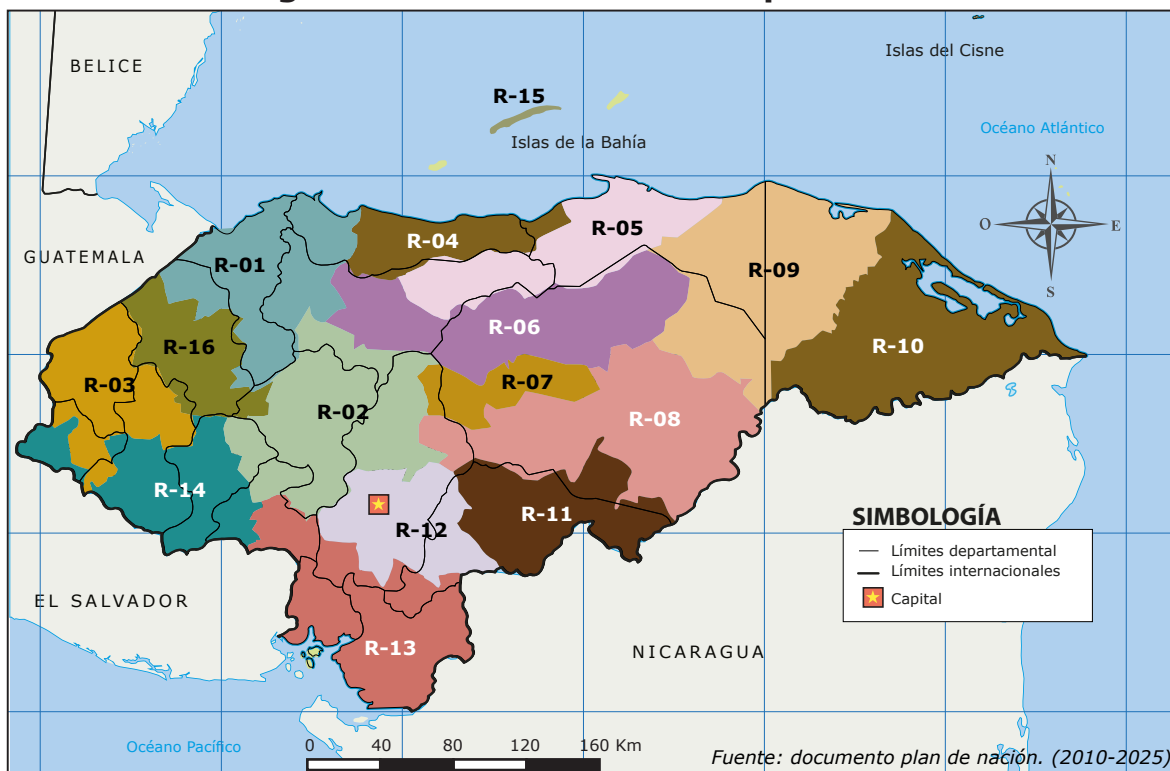 Islas del Cisne
BELICE
R-15
Islas de la Bahía
Océano Atlántico
N
O
E
S
R-05
R-04
GUATEMALA
R-01
R-09
R-06
R-16
R-10
R-03
R-07
R-02
R-08
R-14
R-11
R-12
SIMBOLOGÍA
Límites departamental
Límites internacionales
Capital
EL SALVADOR
R-13
NICARAGUA
Océano Pacífico
0 40 80 120 160 Km
Fuente: documento plan de nación. (2010-2025)